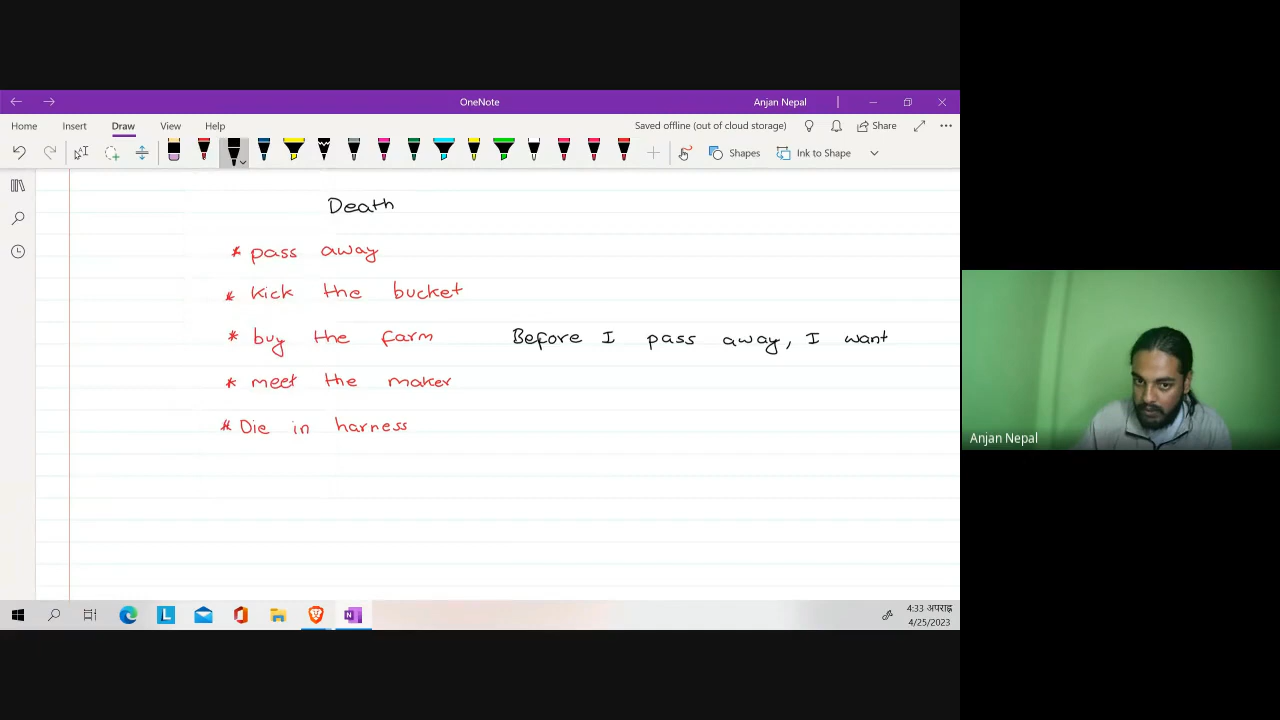 OneNote
Anjan Nepal
Home Insert Draw View Help
Saved offline (out of cloud storage)
Share
Shapes
Ink to Shape
Death
* pass away
* kick the bucket
* buy the farm
Before I pass away, I want
* meet the maker
* Die in harness
Anjan Nepal
4:33 अपराह्न
4/25/2023